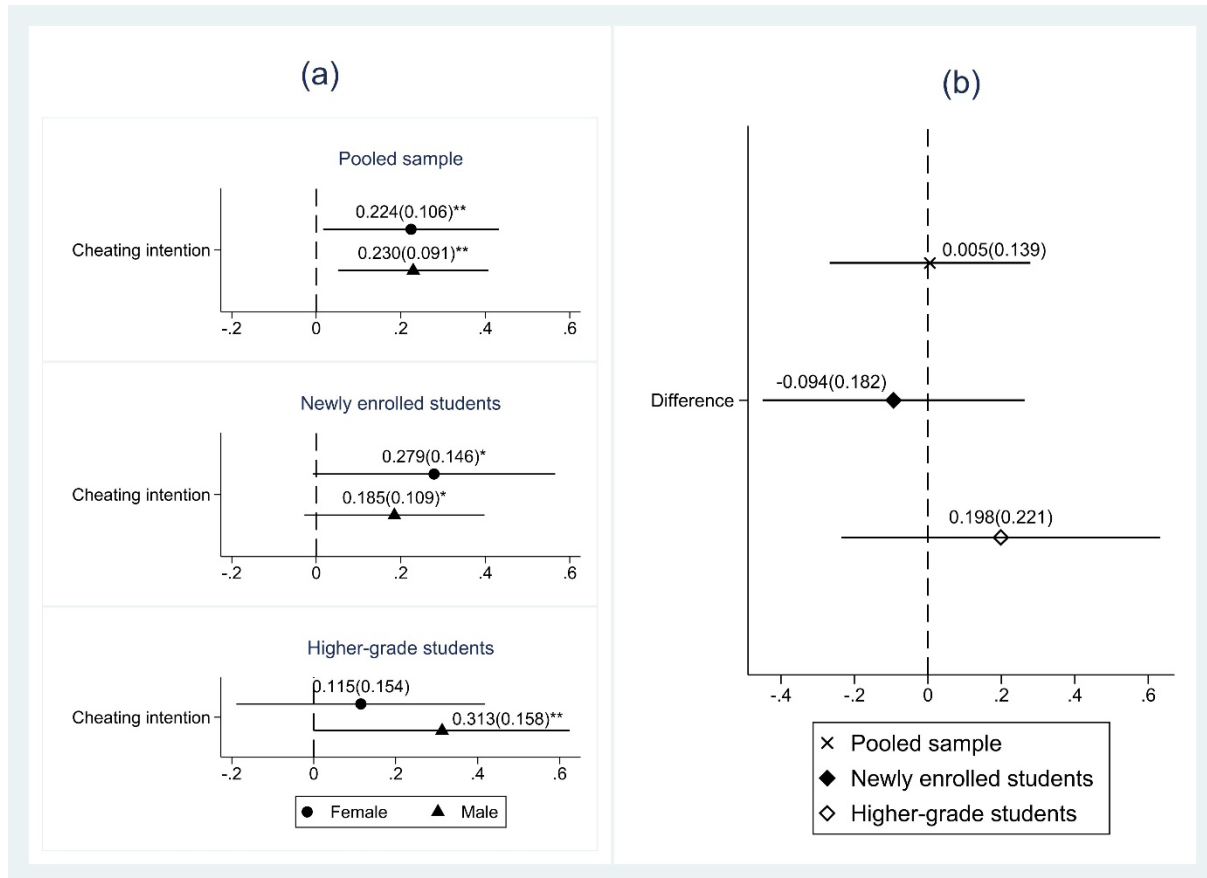 (a)
Pooled sample
0.224(0.106)**
Cheating intention
0.230(0.091)**
-.2 0 .2 .4 .6
Newly enrolled students
0.279(0.146)*
Cheating intention
0.185(0.109)*
-.2 0 .2 .4 .6
Higher-grade students
0.115(0.154)
Cheating intention
0.313(0.158)**
-.2 0 .2 .4 .6
Female Male
(b)
0.005(0.139)
-0.094(0.182)
Difference
0.198(0.221)
-.4 -.2 0 .2 .4 .6
Pooled sample
Newly enrolled students
Higher-grade students